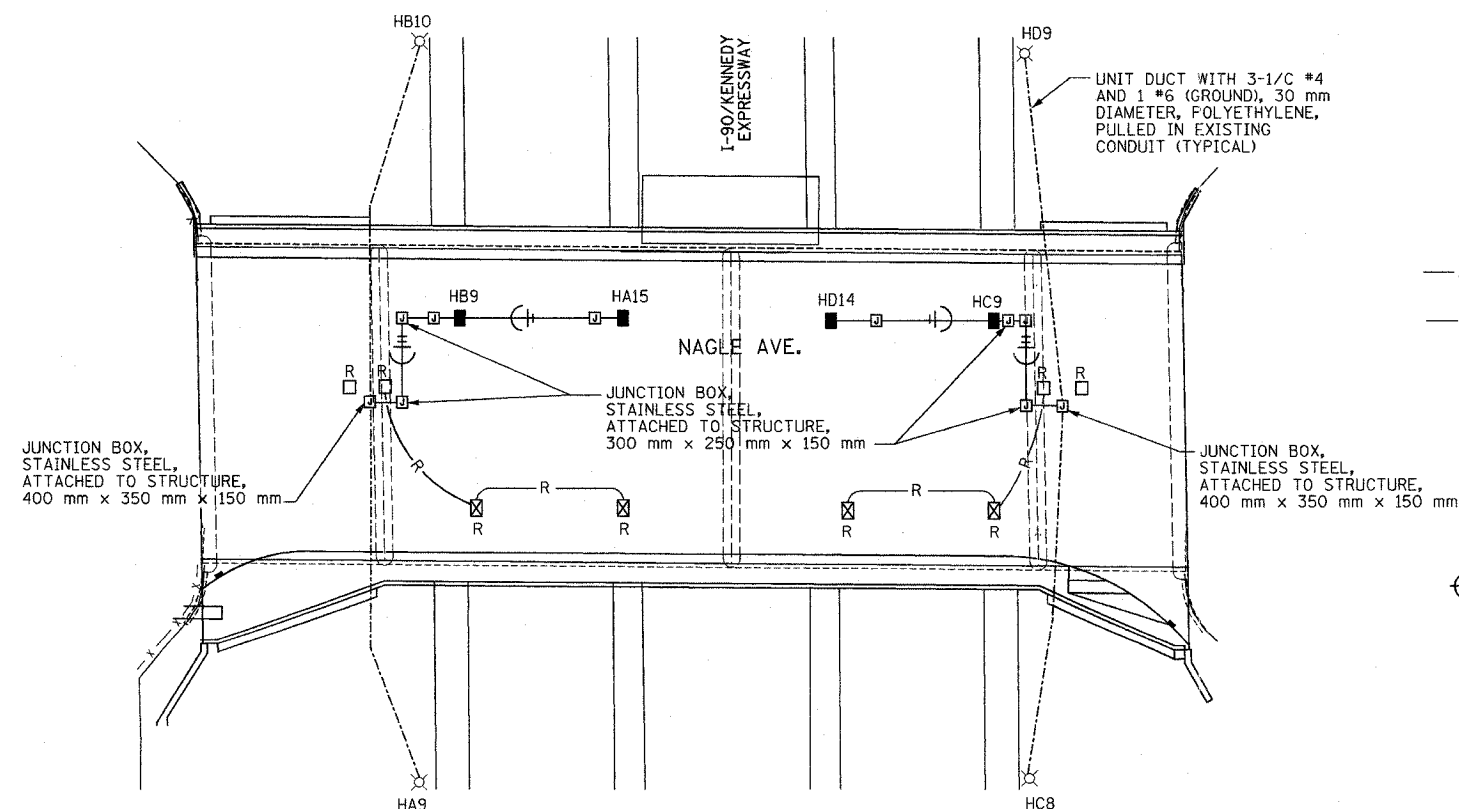 HB10
I-90/KENNEDY
EXPRESSWAY
HD9
UNIT DUCT WITH 3-1/C #4
AND 1 #6 (GROUND), 30 mm
DIAMETER, POLYETHYLENE,
PULLED IN EXISTING
CONDUIT (TYPICAL)
HB9
HA15
HD14
HC9
J
J
J
J
J
J
NAGLE AVE.
R
R
R
R
J
J
J
J
JUNCTION BOX,
STAINLESS STEEL,
ATTACHED TO STRUCTURE,
300 mm x 250 mm x 150 mm
JUNCTION BOX,
STAINLESS STEEL,
ATTACHED TO STRUCTURE,
400 mm x 350 mm x 150 mm
JUNCTION BOX,
STAINLESS STEEL,
ATTACHED TO STRUCTURE,
400 mm x 350 mm x 150 mm
R
R
R
R
R
R
R
R
X
X
X
HA9
HC8